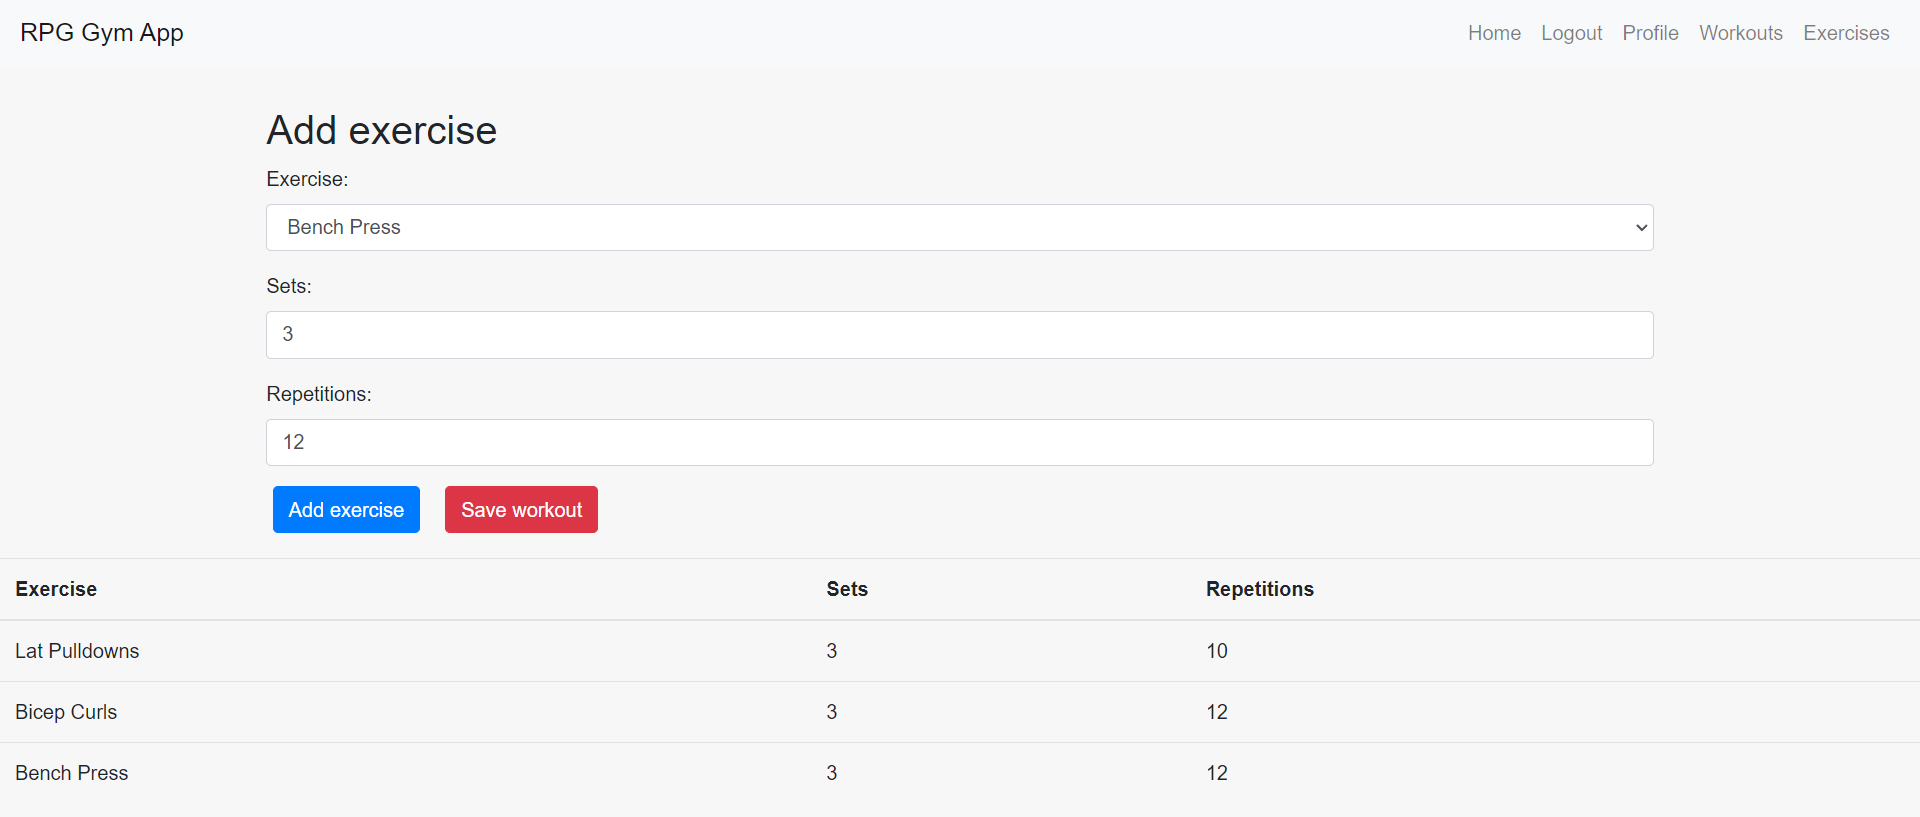 RPG Gym App Home Logout Profile Workouts Exercises
Add exercise
Exercise:
Bench Press
Sets:
3
Repetitions:
12
Add exercise Save workout
Exercise Sets Repetitions
Lat Pulldowns 3 10
Bicep Curls 3 12
Bench Press 3 12